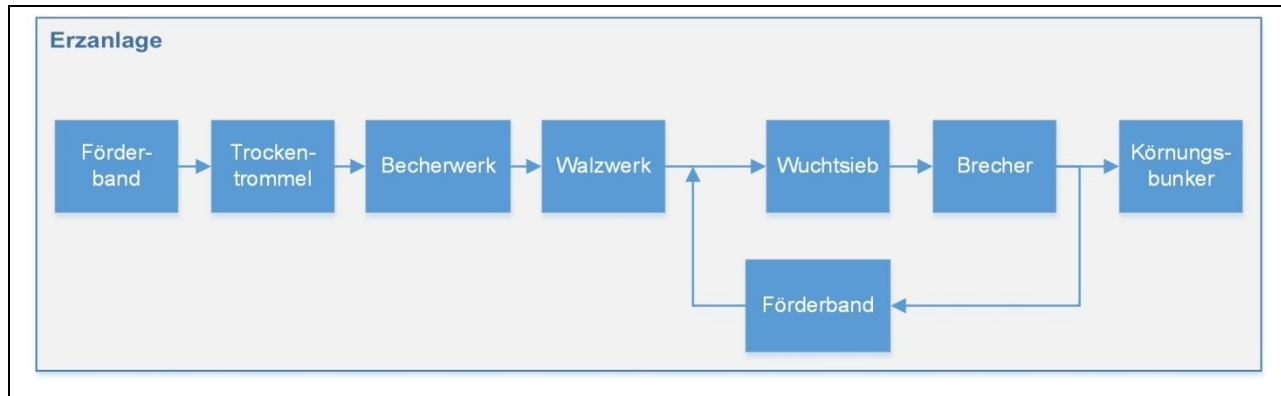 Erzanlage
Förder-
band
Trocken-
trommel
Becherwerk
Walzwerk
Wuchtsieb
Brecher
Körnungs-
bunker
Förderband